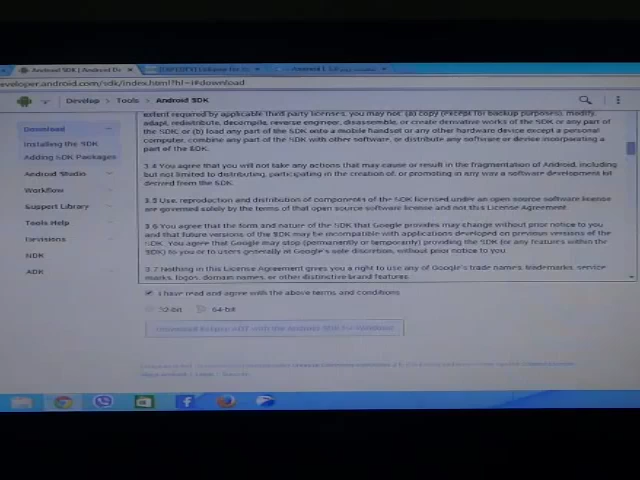 Android SDK | Android De
eveloper.android.com/sdk/index.html?hl=it#download
Develop > Tools > Android SDK
Download
Installing the SDK
Adding SDK Packages
Android Studio
Workflow
Support Library
Tools Help
Revisions
NDK
ADK
extent required by applicable third party licenses, you may not: (a) copy (except for backup purposes), modify,
adapt, redistribute, decompile, reverse engineer, disassemble, or create derivative works of the SDK or any part of
the SDK; or (b) load any part of the SDK onto a mobile handset or any other hardware device except a personal
computer, combine any part of the SDK with other software, or distribute any software or device incorporating a
part of the SDK.
3.4 You agree that you will not take any actions that may cause or result in the fragmentation of Android, including
but not limited to distributing, participating in the creation of, or promoting in any way a software development kit
derived from the SDK.
3.5 Use, reproduction and distribution of components of the SDK licensed under an open source software license
are governed solely by the terms of that open source software license and not this License Agreement.
3.6 You agree that the form and nature of the SDK that Google provides may change without prior notice to you
and that future versions of the SDK may be incompatible with applications developed on previous versions of the
SDK. You agree that Google may stop (permanently or temporarily) providing the SDK (or any features within the
SDK) to you or to users generally at Google's sole discretion, without prior notice to you.
3.7 Nothing in this License Agreement gives you a right to use any of Google's trade names, trademarks, service
marks, logos, domain names, or other distinctive brand features.
I have read and agree with the above terms and conditions
32-bit 64-bit
Download Eclipse ADT with the Android SDK for Windows